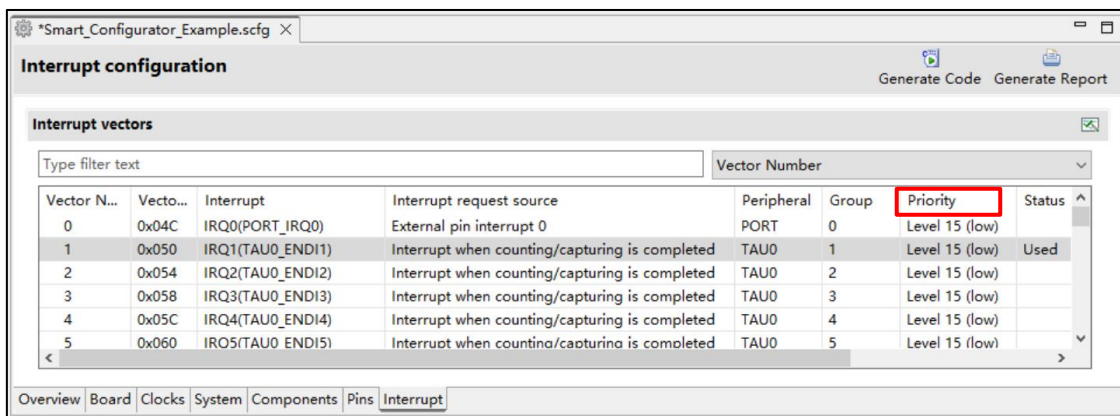 *Smart_Configurator_Example.scfg
Interrupt configuration
Generate Code Generate Report
Interrupt vectors
Type filter text Vector Number
Vector N... Vecto... Interrupt Interrupt request source Peripheral Group Priority Status
0 0x04C IRQ0(PORT_IRQ0) External pin interrupt 0 PORT 0 Level 15 (low)
1 0x050 IRQ1(TAU0_ENDI1) Interrupt when counting/capturing is completed TAU0 1 Level 15 (low) Used
2 0x054 IRQ2(TAU0_ENDI2) Interrupt when counting/capturing is completed TAU0 2 Level 15 (low)
3 0x058 IRQ3(TAU0_ENDI3) Interrupt when counting/capturing is completed TAU0 3 Level 15 (low)
4 0x05C IRQ4(TAU0_ENDI4) Interrupt when counting/capturing is completed TAU0 4 Level 15 (low)
5 0x060 IRQ5(TAU0_ENDI5) Interrupt when counting/capturing is completed TAU0 5 Level 15 (low)
Overview Board Clocks System Components Pins Interrupt